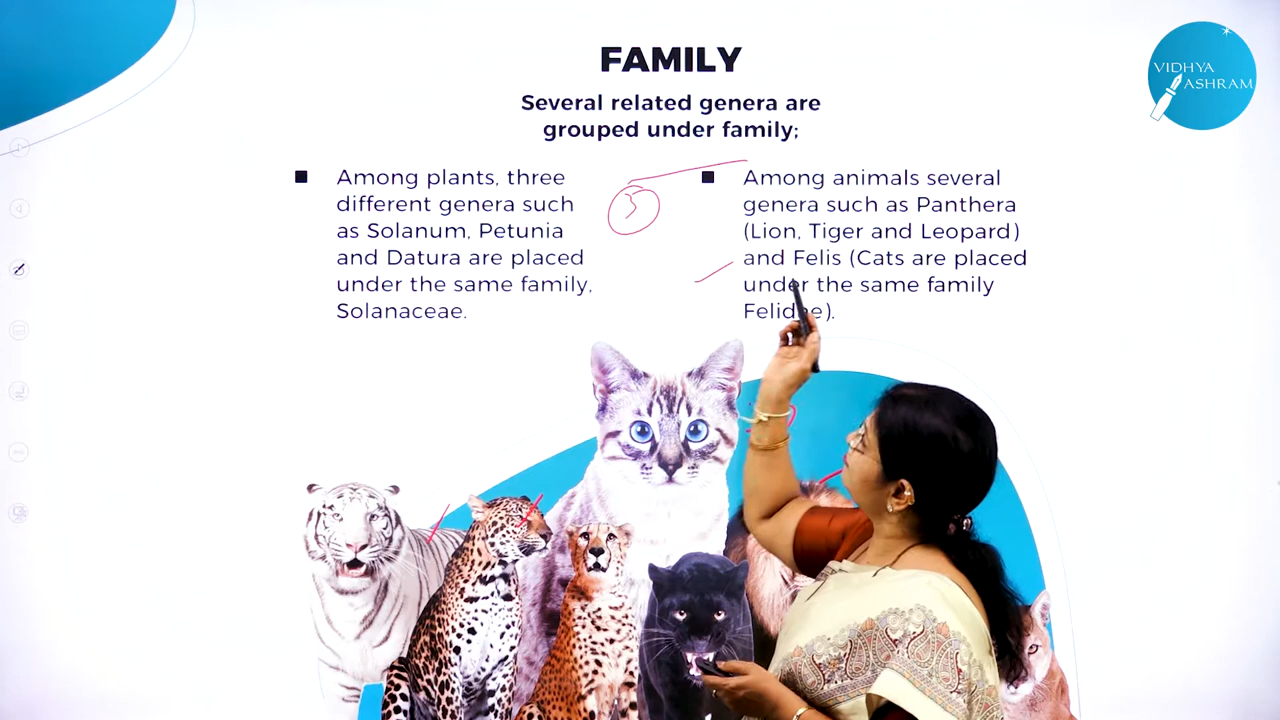 FAMILY
VIDHYA
ASHRAM
Several related genera are
grouped under family;
■ Among plants, three
different genera such
as Solanum, Petunia
and Datura are placed
under the same family,
Solanaceae.
3
■ Among animals several
genera such as Panthera
(Lion, Tiger and Leopard)
and Felis (Cats are placed
under the same family
Felidae).